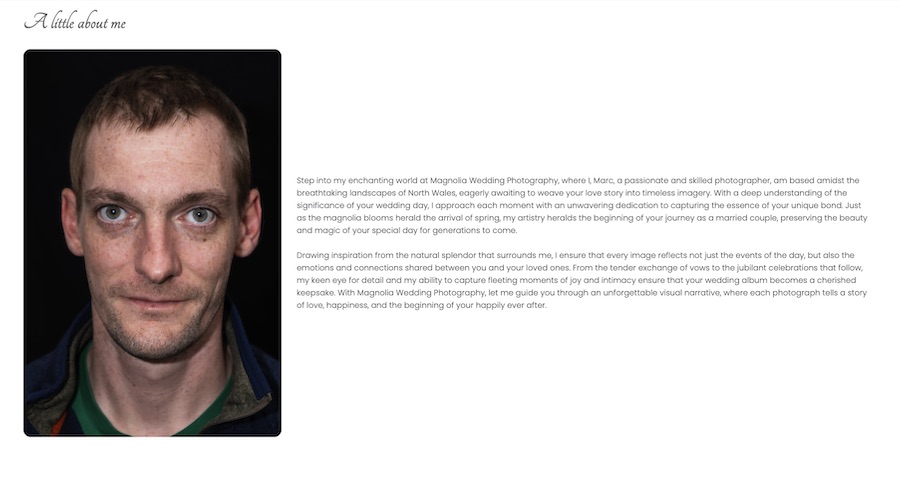 A little about me
Step into my enchanting world at Magnolia Wedding Photography, where I, Marc, a passionate and skilled photographer, am based amidst the
breathtaking landscapes of North Wales, eagerly awaiting to weave your love story into timeless imagery. With a deep understanding of the
significance of your wedding day, I approach each moment with an unwavering dedication to capturing the essence of your unique bond. Just
as the magnolia blooms herald the arrival of spring, my artistry heralds the beginning of your journey as a married couple, preserving the beauty
and magic of your special day for generations to come.
Drawing inspiration from the natural splendor that surrounds me, I ensure that every image reflects not just the events of the day, but also the
emotions and connections shared between you and your loved ones. From the tender exchange of vows to the jubilant celebrations that follow,
my keen eye for detail and my ability to capture fleeting moments of joy and intimacy ensure that your wedding album becomes a cherished
keepsake. With Magnolia Wedding Photography, let me guide you through an unforgettable visual narrative, where each photograph tells a story
of love, happiness, and the beginning of your happily ever after.